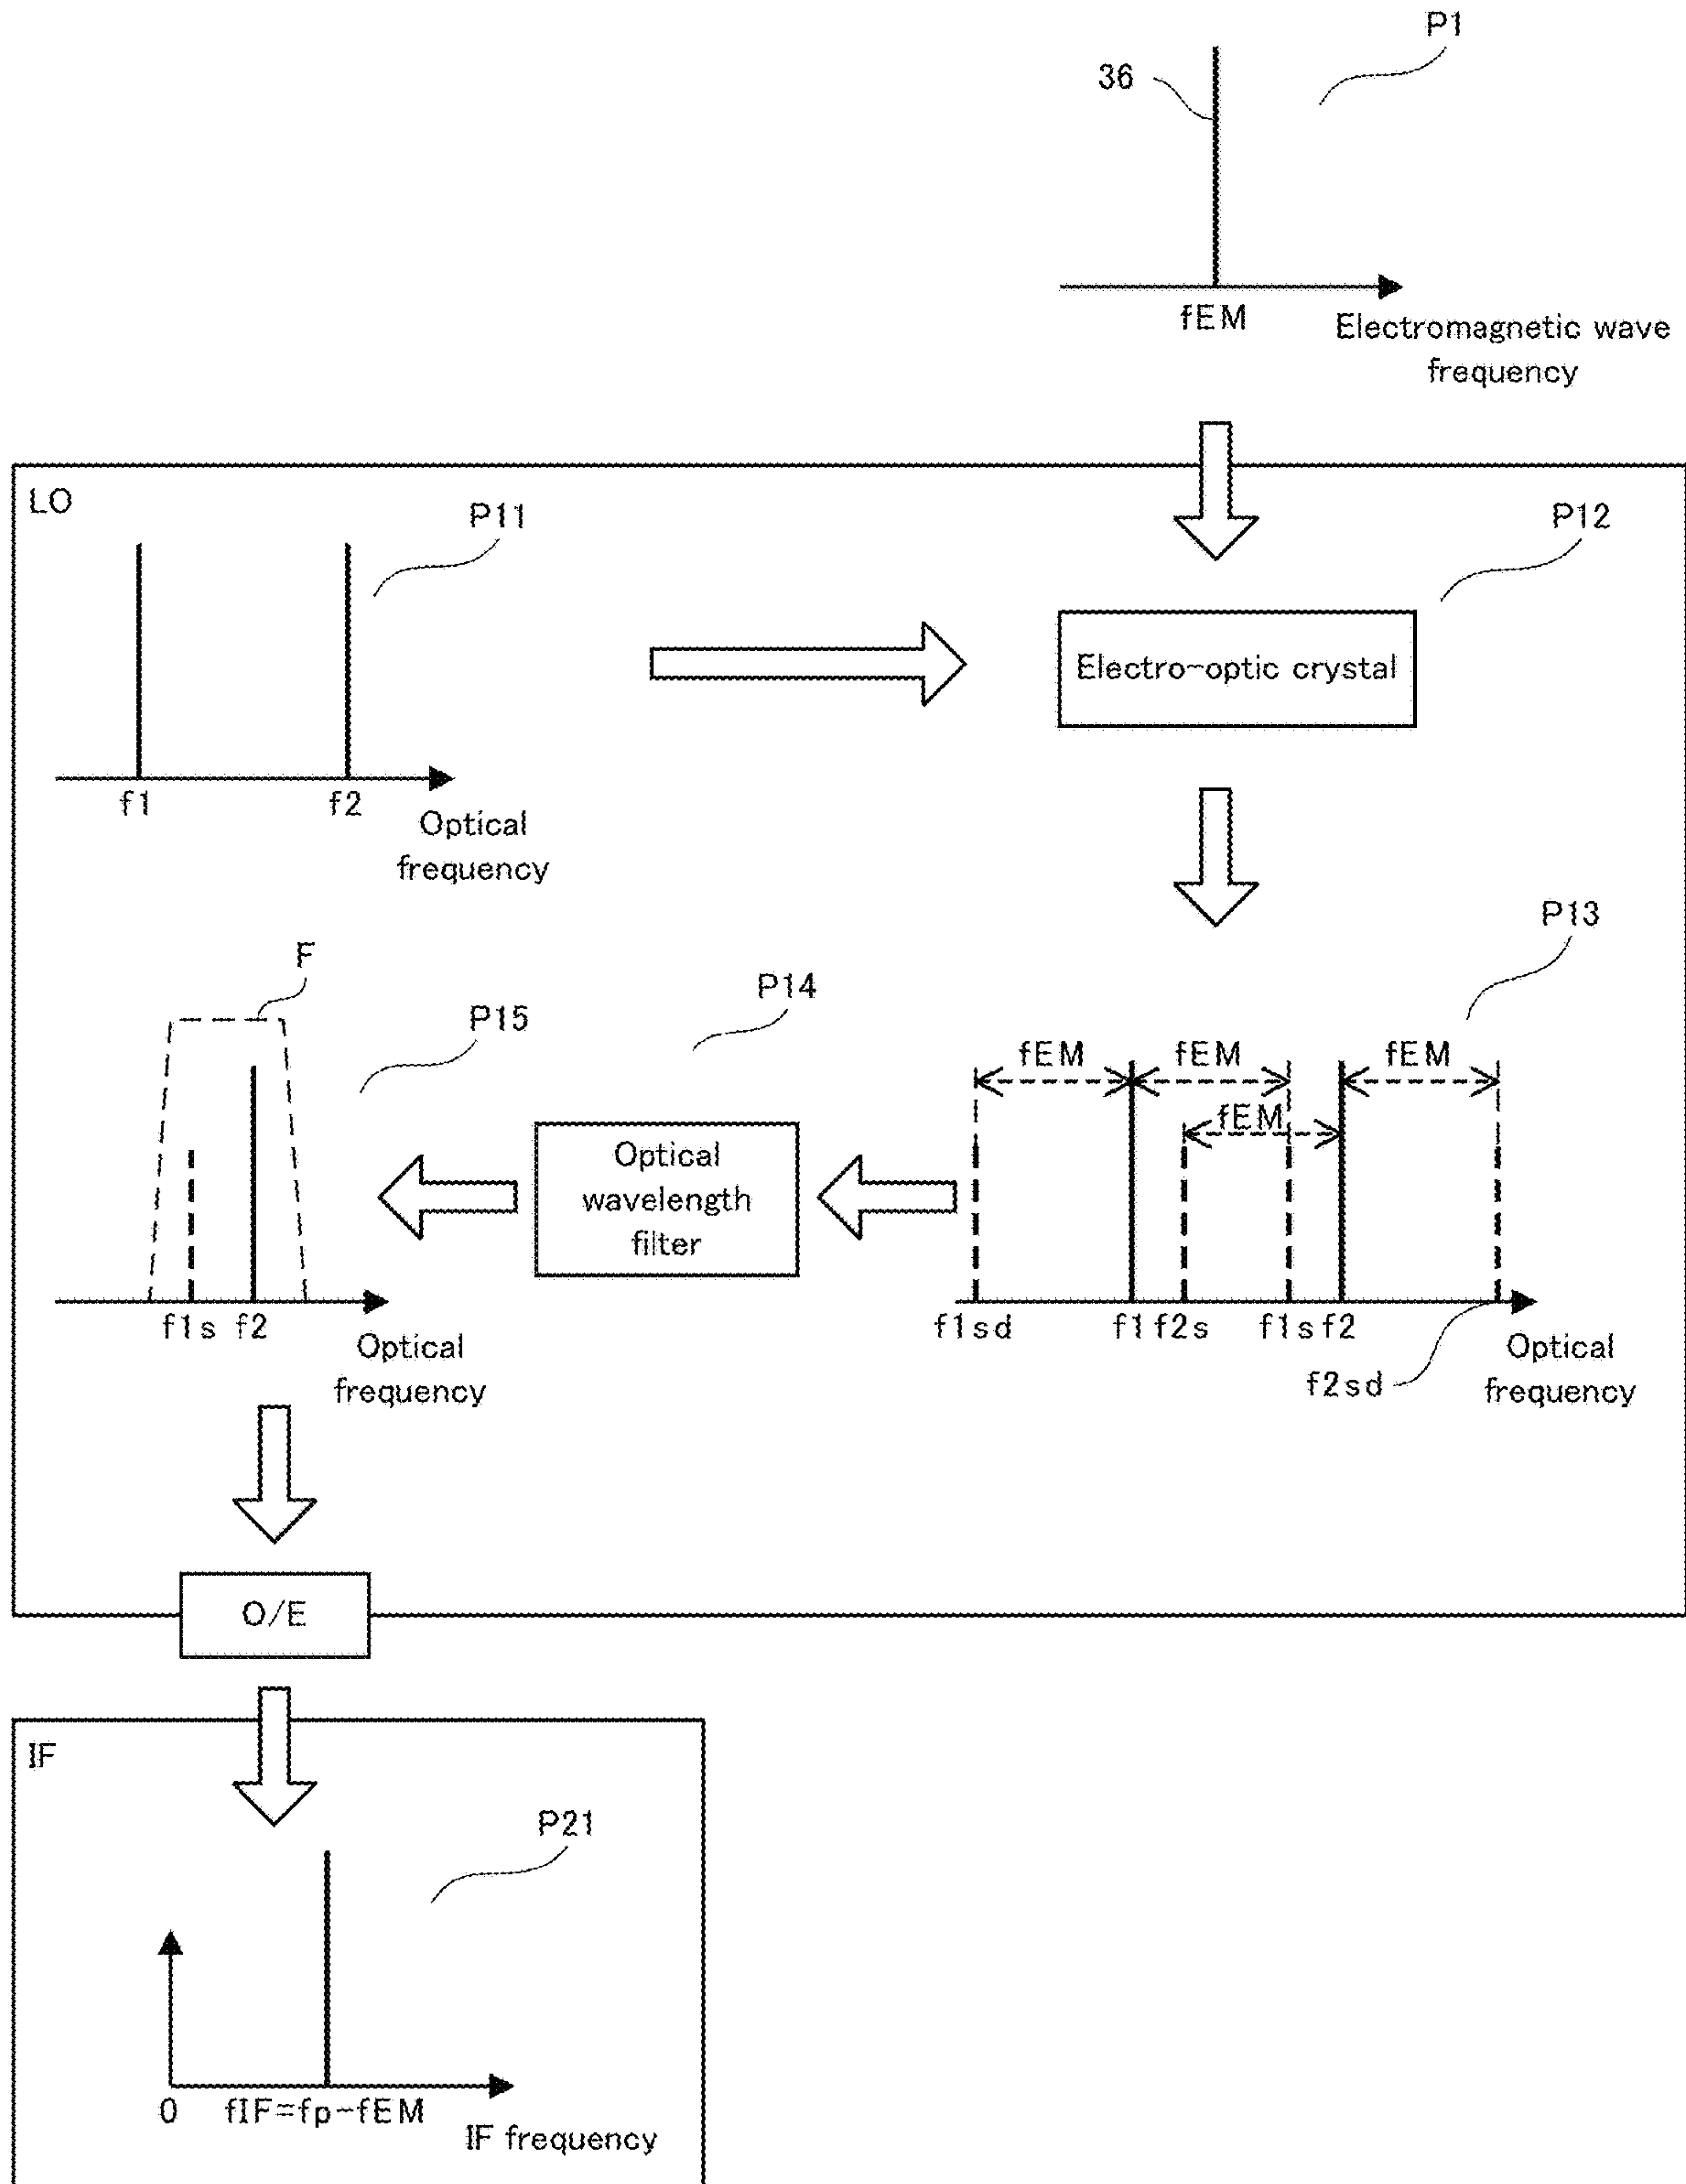 P1
36
fEM
Electromagnetic wave
frequency
LO
P11
P12
Electro-optic crystal
f1
f2
Optical
frequency
P13
F
P14
P15
fEM
fEM
fEM
fEM
Optical
wavelength
filter
f1s
f2
Optical
frequency
f1sd
f1
f2s
f1s
f2
f2sd
Optical
frequency
O/E
IF
P21
0
fIF=fp-fEM
IF frequency